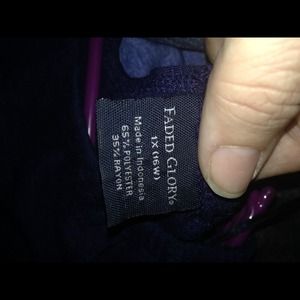 FADED GLORY®
1X (16W)
Made in Indonesia
65% POLYESTER
35% RAYON